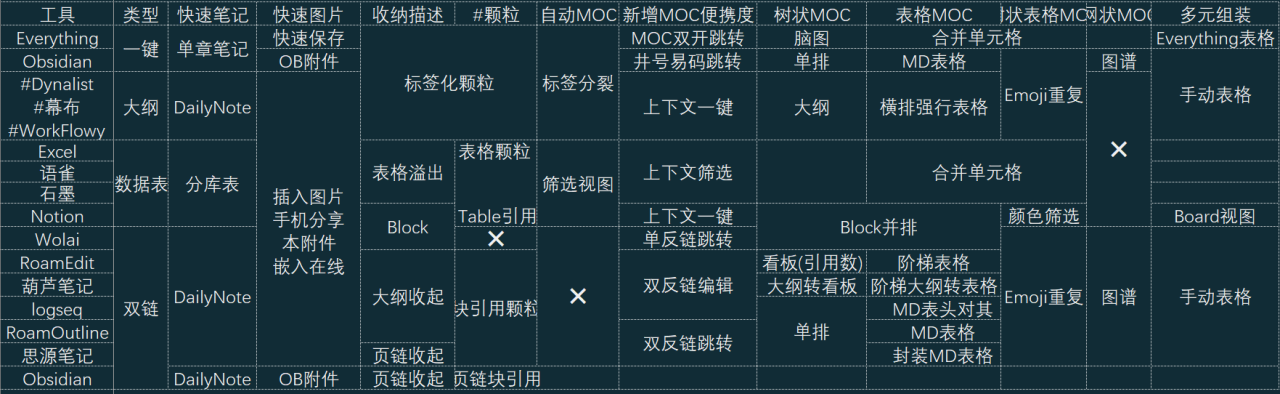 工具 类型 快速笔记 快速图片 收纳描述 #颗粒 自动MOC 新增MOC便携度 树状MOC 表格MOC 状表格MO 状MO 多元组装
Everything 一键 单章笔记 快速保存 标签化颗粒 标签分裂 MOC双开跳转 脑图 合并单元格 Everything表格
Obsidian OB附件 井号易码跳转 单排 MD表格 Emoji重复 图谱 手动表格
#Dynalist
#幕布 大纲 DailyNote 上下文一键 大纲 横排强行表格
#WorkFlowy
Excel 表格颗粒 ×
语雀 表格溢出 上下文筛选 合并单元格
石墨 数据表 分库表 筛选视图
插入图片
手机分享
本附件
嵌入在线
Notion Block Table引用 上下文一键 Block并排 颜色筛选 Board视图
Wolai × 单反链跳转
RoamEdit 看板(引用数) 阶梯表格
葫芦笔记 双链 DailyNote 大纲收起 块引用颗粒 × 双反链编辑 大纲转看板 阶梯大纲转表格 Emoji重复 图谱 手动表格
logseq MD表头对其
RoamOutline 双反链跳转 单排 MD表格
思源笔记 页链收起 封装MD表格
Obsidian DailyNote OB附件 页链收起 页链块引用